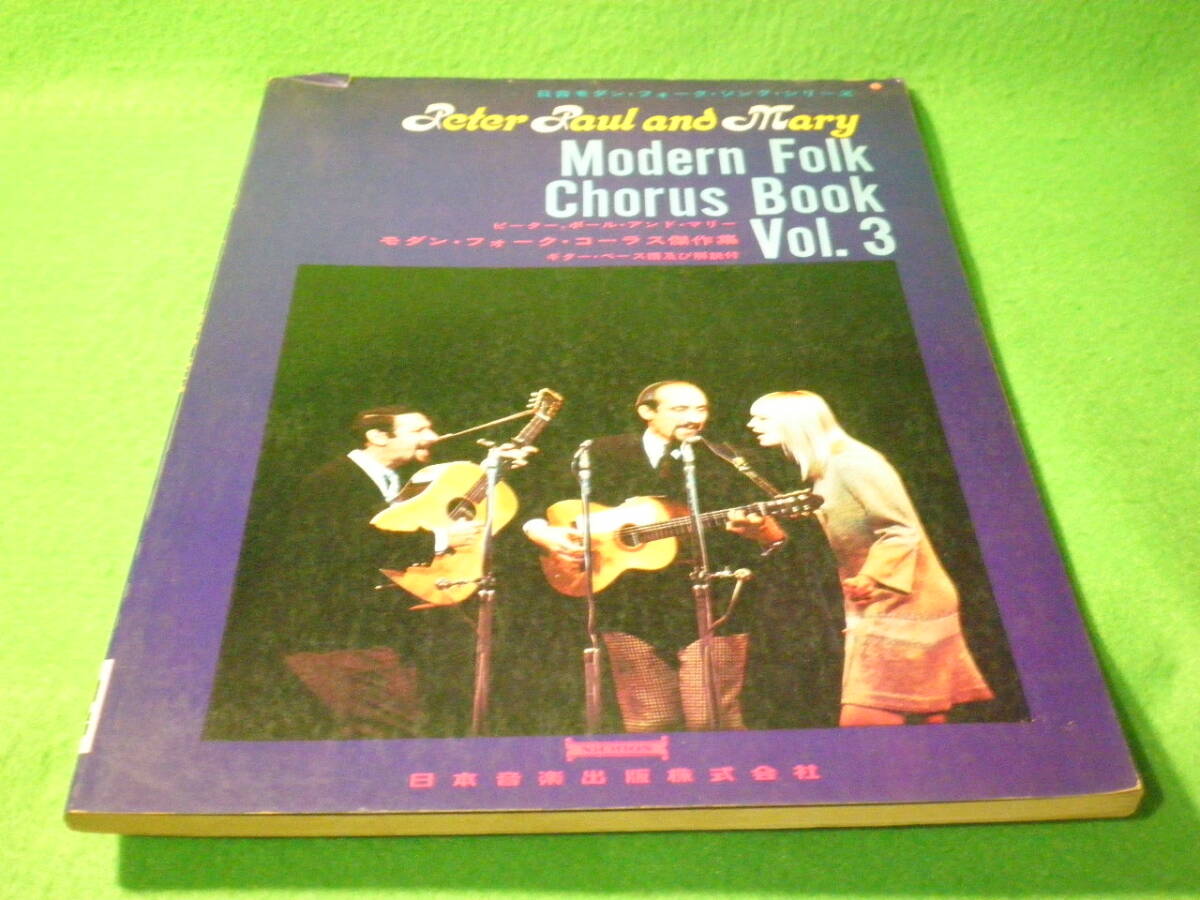 日音モダン・フォーク・ソング・シリーズ
Peter Paul and Mary
Modern Folk
Chorus Book
Vol. 3
ピーター、ポール・アンド・マリー
モダン・フォーク・コーラス傑作集
ギター・ベース譜及び解説付
日本音楽出版株式会社